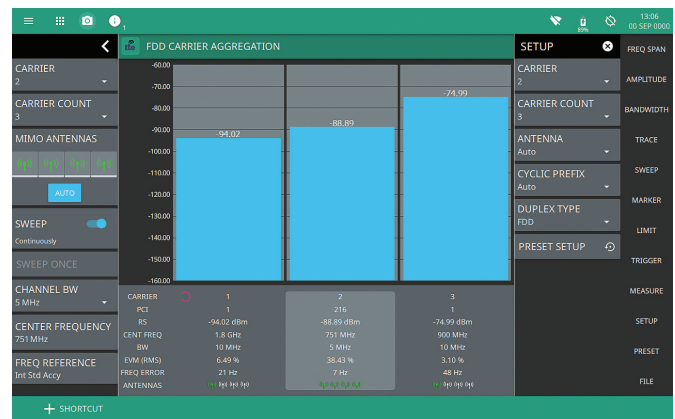 1
89%
13:06
00 SEP 0000
lte
FDD CARRIER AGGREGATION
SETUP
FREQ SPAN
CARRIER
2
CARRIER COUNT
3
MIMO ANTENNAS
AUTO
SWEEP
Continuously
SWEEP ONCE
CHANNEL BW
5 MHz
CENTER FREQUENCY
751MHz
FREQ REFERENCE
Int Std Accy
-60.00
-70.00
-80.00
-90.00
-100.00
-110.00
-120.00
-130.00
-140.00
-150.00
-160.00
-94.02
-88.89
-74.99
CARRIER 1 2 3
PCI 1 216 1
RS -94.02 dBm -88.89 dBm -74.99 dBm
CENT FREQ 1.8 GHz 751 MHz 900 MHz
BW 10 MHz 5 MHz 10 MHz
EVM (RMS) 6.49 % 38.43 % 3.10 %
FREQ ERROR 21 Hz 7 Hz 48 Hz
ANTENNAS
CARRIER
2
CARRIER COUNT
3
ANTENNA
Auto
CYCLIC PREFIX
Auto
DUPLEX TYPE
FDD
PRESET SETUP
AMPLITUDE
BANDWIDTH
TRACE
SWEEP
MARKER
LIMIT
TRIGGER
MEASURE
SETUP
PRESET
FILE
+ SHORTCUT